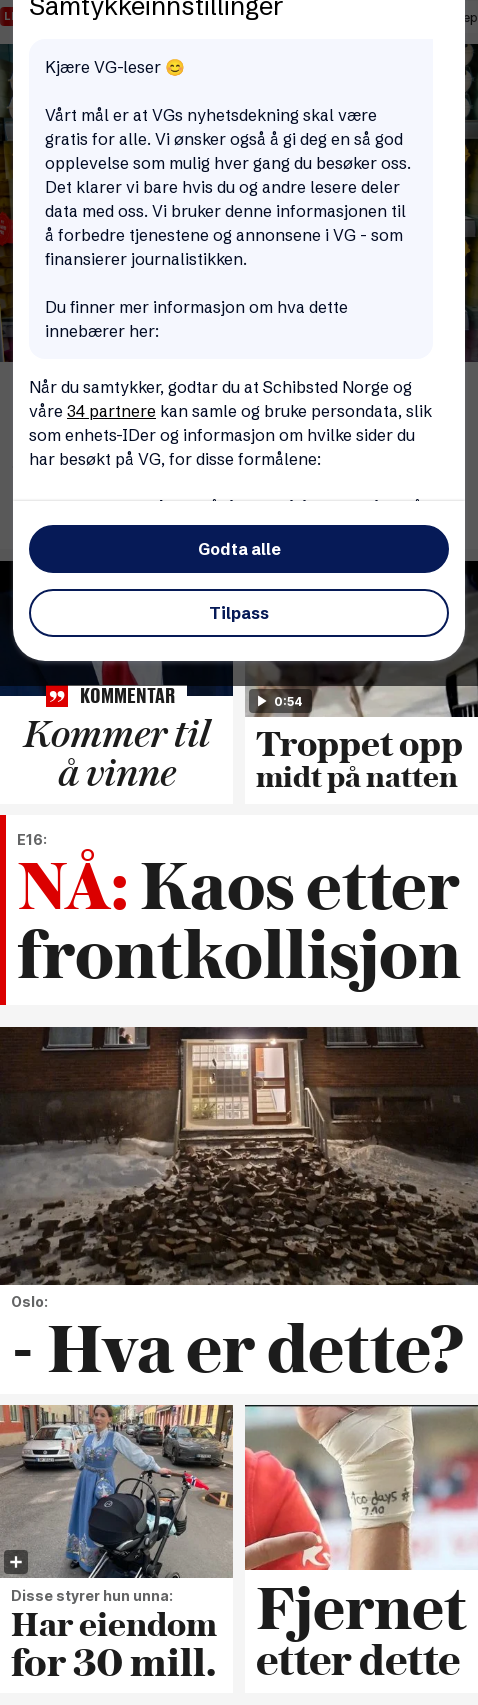 Samtykkeinnstillinger
Kjære VG-leser 😊
Vårt mål er at VGs nyhetsdekning skal være
gratis for alle. Vi ønsker også å gi deg en så god
opplevelse som mulig hver gang du besøker oss.
Det klarer vi bare hvis du og andre lesere deler
data med oss. Vi bruker denne informasjonen til
å forbedre tjenestene og annonsene i VG - som
finansierer journalistikken.
Du finner mer informasjon om hva dette
innebærer her:
Når du samtykker, godtar du at Schibsted Norge og
våre 34 partnere kan samle og bruke persondata, slik
som enhets-IDer og informasjon om hvilke sider du
har besøkt på VG, for disse formålene:
Godta alle
Tilpass
KOMMENTAR
Kommer til
å vinne
0:54
Troppet opp
midt på natten
E16:
NÅ: Kaos etter
frontkollisjon
Oslo:
- Hva er dette?
Disse styrer hun unna:
Har eiendom
for 30 mill.
100 days
7.10
Fjernet
etter dette